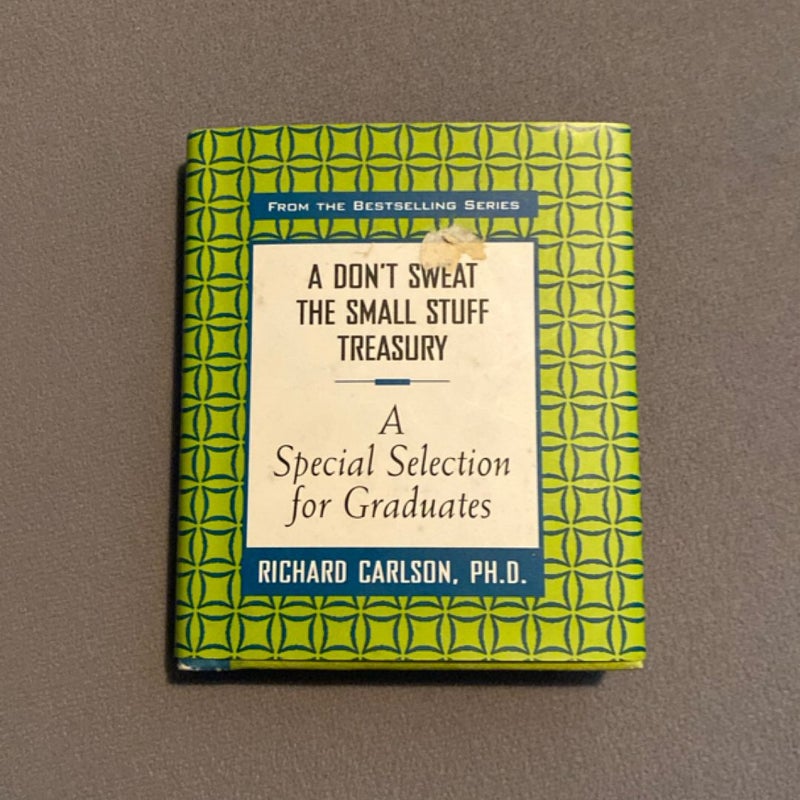 FROM THE BESTSELLING SERIES
A DON'T SWEAT
THE SMALL STUFF
TREASURY
A
Special Selection
for Graduates
RICHARD CARLSON, PH.D.